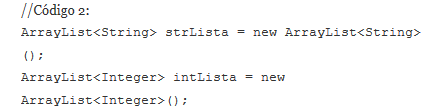 //Código 2:
ArrayList<String> strLista = new ArrayList<String>
();
ArrayList<Integer> intLista = new
ArrayList<Integer>();